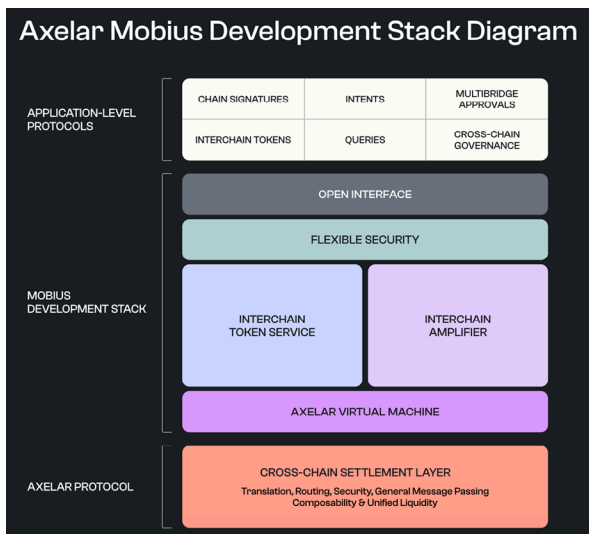 Axelar Mobius Development Stack Diagram
APPLICATION-LEVEL
PROTOCOLS
CHAIN SIGNATURES
INTENTS
MULTIBRIDGE
APPROVALS
INTERCHAIN TOKENS
QUERIES
CROSS-CHAIN
GOVERNANCE
MOBIUS
DEVELOPMENT STACK
OPEN INTERFACE
FLEXIBLE SECURITY
INTERCHAIN
TOKEN SERVICE
INTERCHAIN
AMPLIFIER
AXELAR VIRTUAL MACHINE
AXELAR PROTOCOL
CROSS-CHAIN SETTLEMENT LAYER
Translation, Routing, Security, General Message Passing
Composability & Unified Liquidity